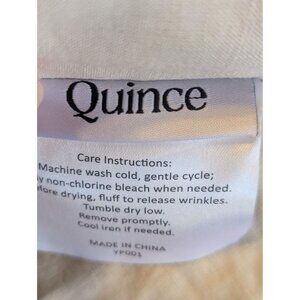 Quince
Care Instructions:
Machine wash cold, gentle cycle;
non-chlorine bleach when needed.
before drying, fluff to release wrinkles.
Tumble dry low.
Remove promptly.
Cool iron if needed.
MADE IN CHINA
YP001